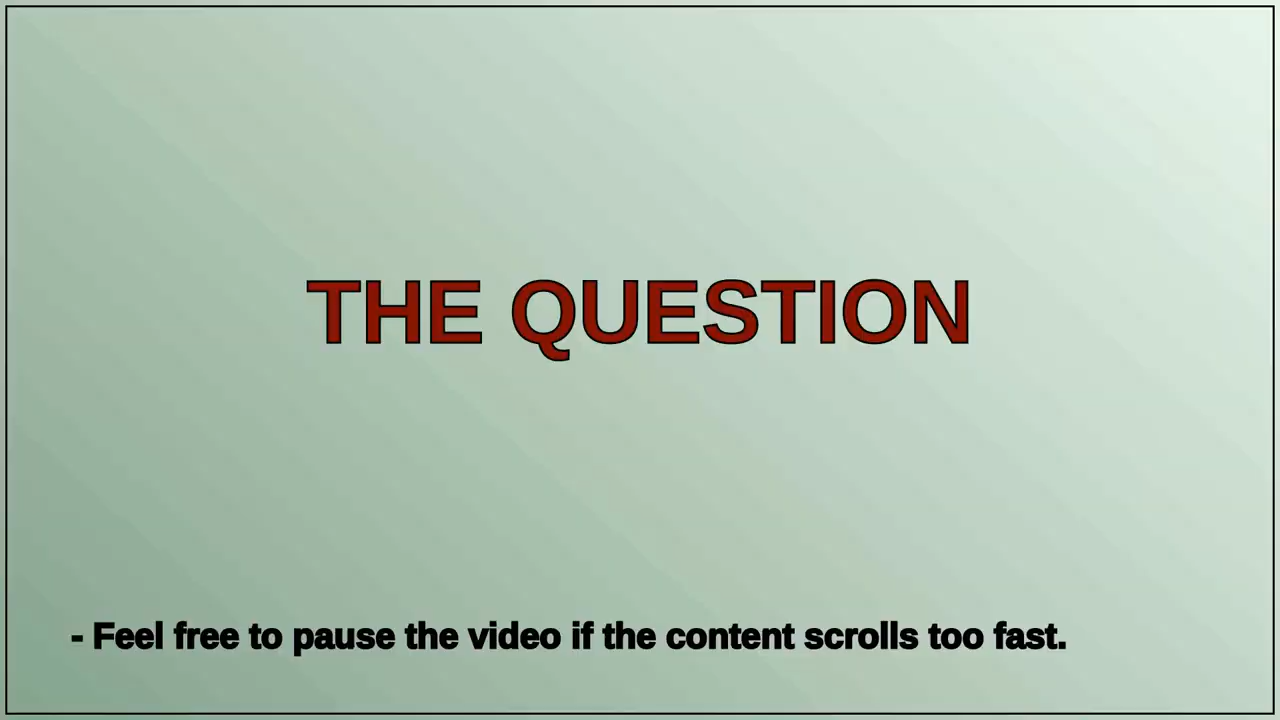 THE QUESTION
- Feel free to pause the video if the content scrolls too fast.